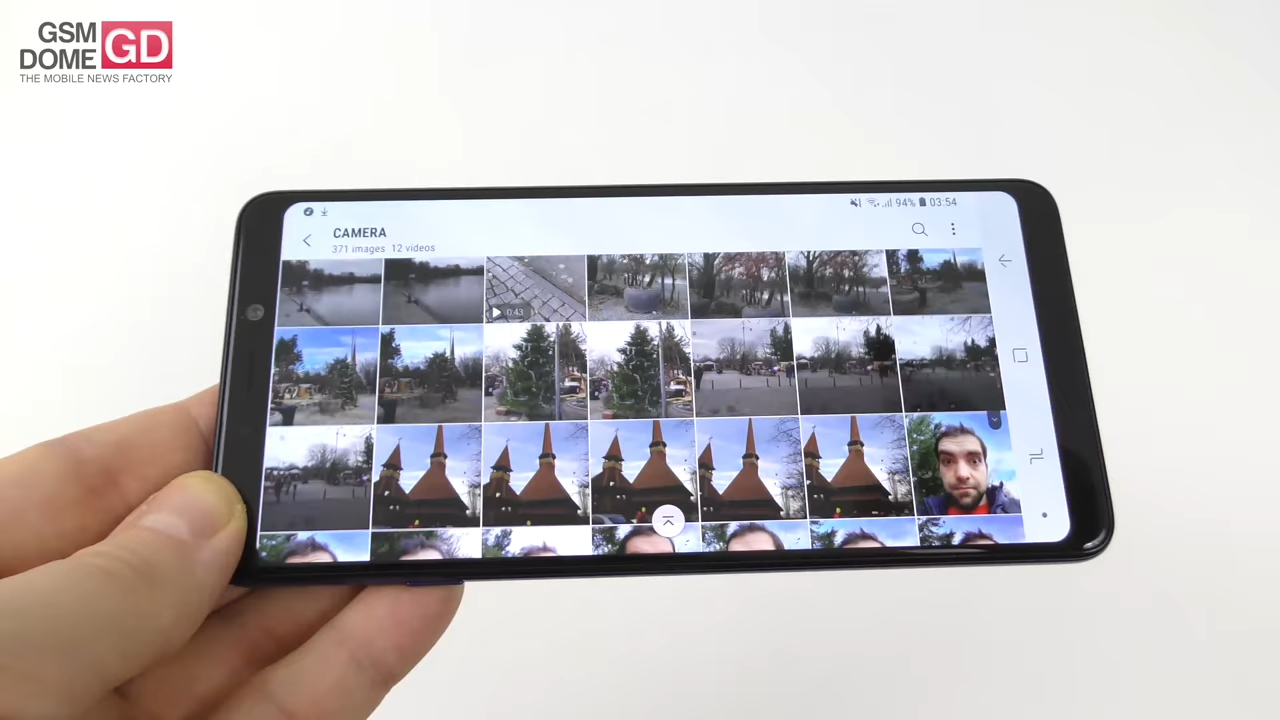 GSM
DOME GD
THE MOBILE NEWS FACTORY
94% 03:54
CAMERA
371 images 12 videos
0:43